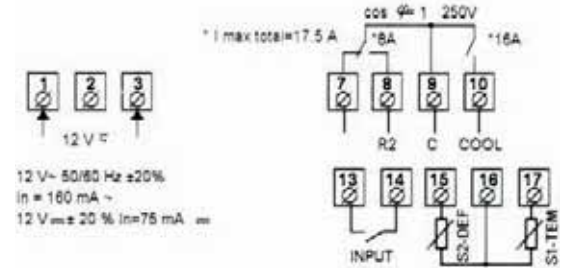 cos φ= 1 250V
* I max total=17.5 A
*8A
*16A
1 2 3
7 8 9 10
12 V
R2 C COOL
12 V~ 50/60 Hz ±20%
In = 160 mA ~
12 V ⎓ ± 20 % In=75 mA ⎓
13 14 15 16 17
INPUT
S2-DEF
S1-TEM